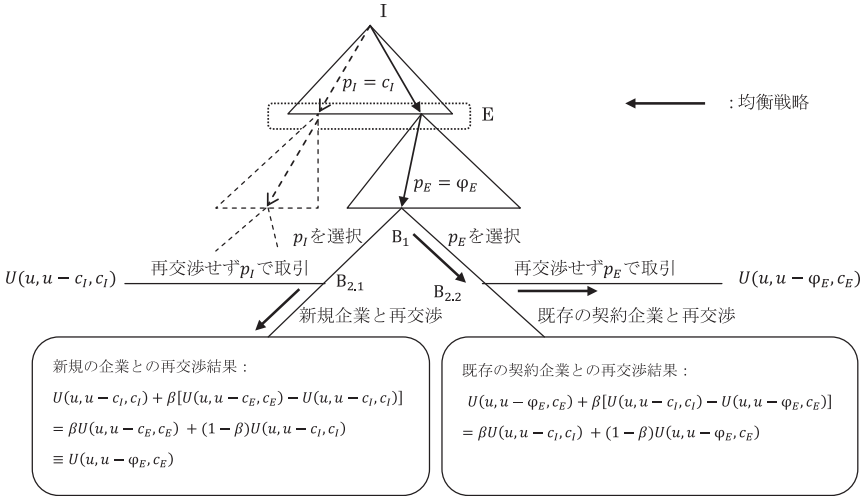 I
p_I = c_I
E
: 均衡戦略
p_E = φ_E
p_Iを選択
B_1
p_Eを選択
U(u, u − c_I, c_I)
再交渉せずp_Iで取引
B_{2.1}
B_{2.2}
再交渉せずp_Eで取引
U(u, u − φ_E, c_E)
新規企業と再交渉
既存の契約企業と再交渉
新規の企業との再交渉結果：
U(u, u − c_I, c_I) + β[U(u, u − c_E, c_E) − U(u, u − c_I, c_I)]
= βU(u, u − c_E, c_E) + (1 − β)U(u, u − c_I, c_I)
≡ U(u, u − φ_E, c_E)
既存の契約企業との再交渉結果：
U(u, u − φ_E, c_E) + β[U(u, u − c_I, c_I) − U(u, u − φ_E, c_E)]
= βU(u, u − c_I, c_I) + (1 − β)U(u, u − φ_E, c_E)